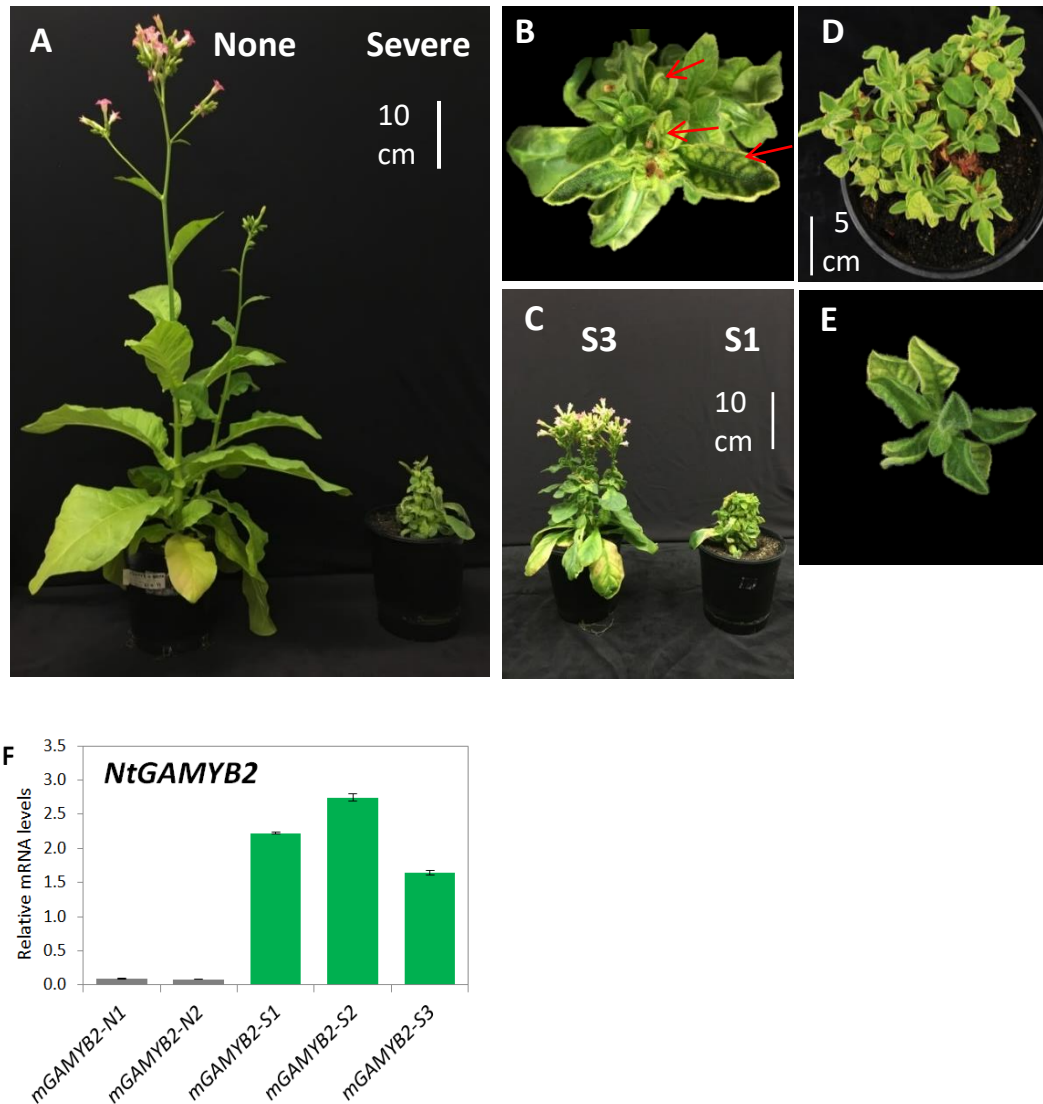 A
None Severe
10
cm
B
D
5
cm
C
S3 S1
10
cm
E
F
NtGAMYB2
Relative mRNA levels
3.5
3.0
2.5
2.0
1.5
1.0
0.5
0.0
mGAMYB2-N1
mGAMYB2-N2
mGAMYB2-S1
mGAMYB2-S2
mGAMYB2-S3